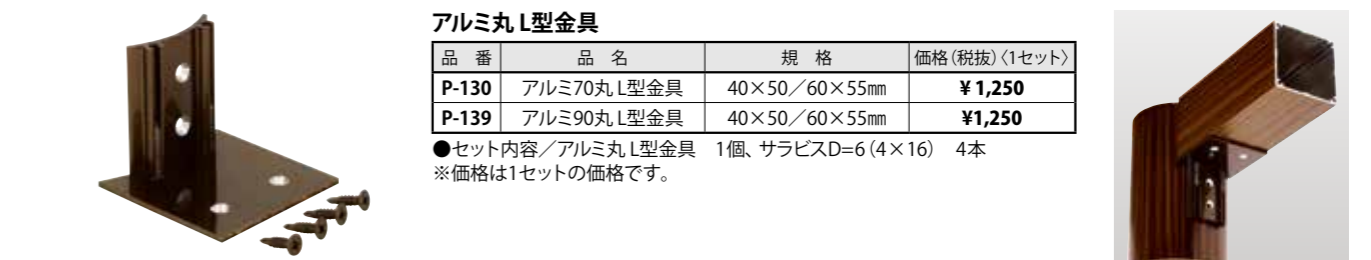 アルミ丸 L型金具
品 番 品 名 規 格 価格（税抜）〈1セット〉
P-130 アルミ70丸 L型金具 40×50／60×55㎜ ¥ 1,250
P-139 アルミ90丸 L型金具 40×50／60×55㎜ ¥1,250
●セット内容／アルミ丸 L型金具 1個、サラビスD=6（4×16） 4本
※価格は1セットの価格です。